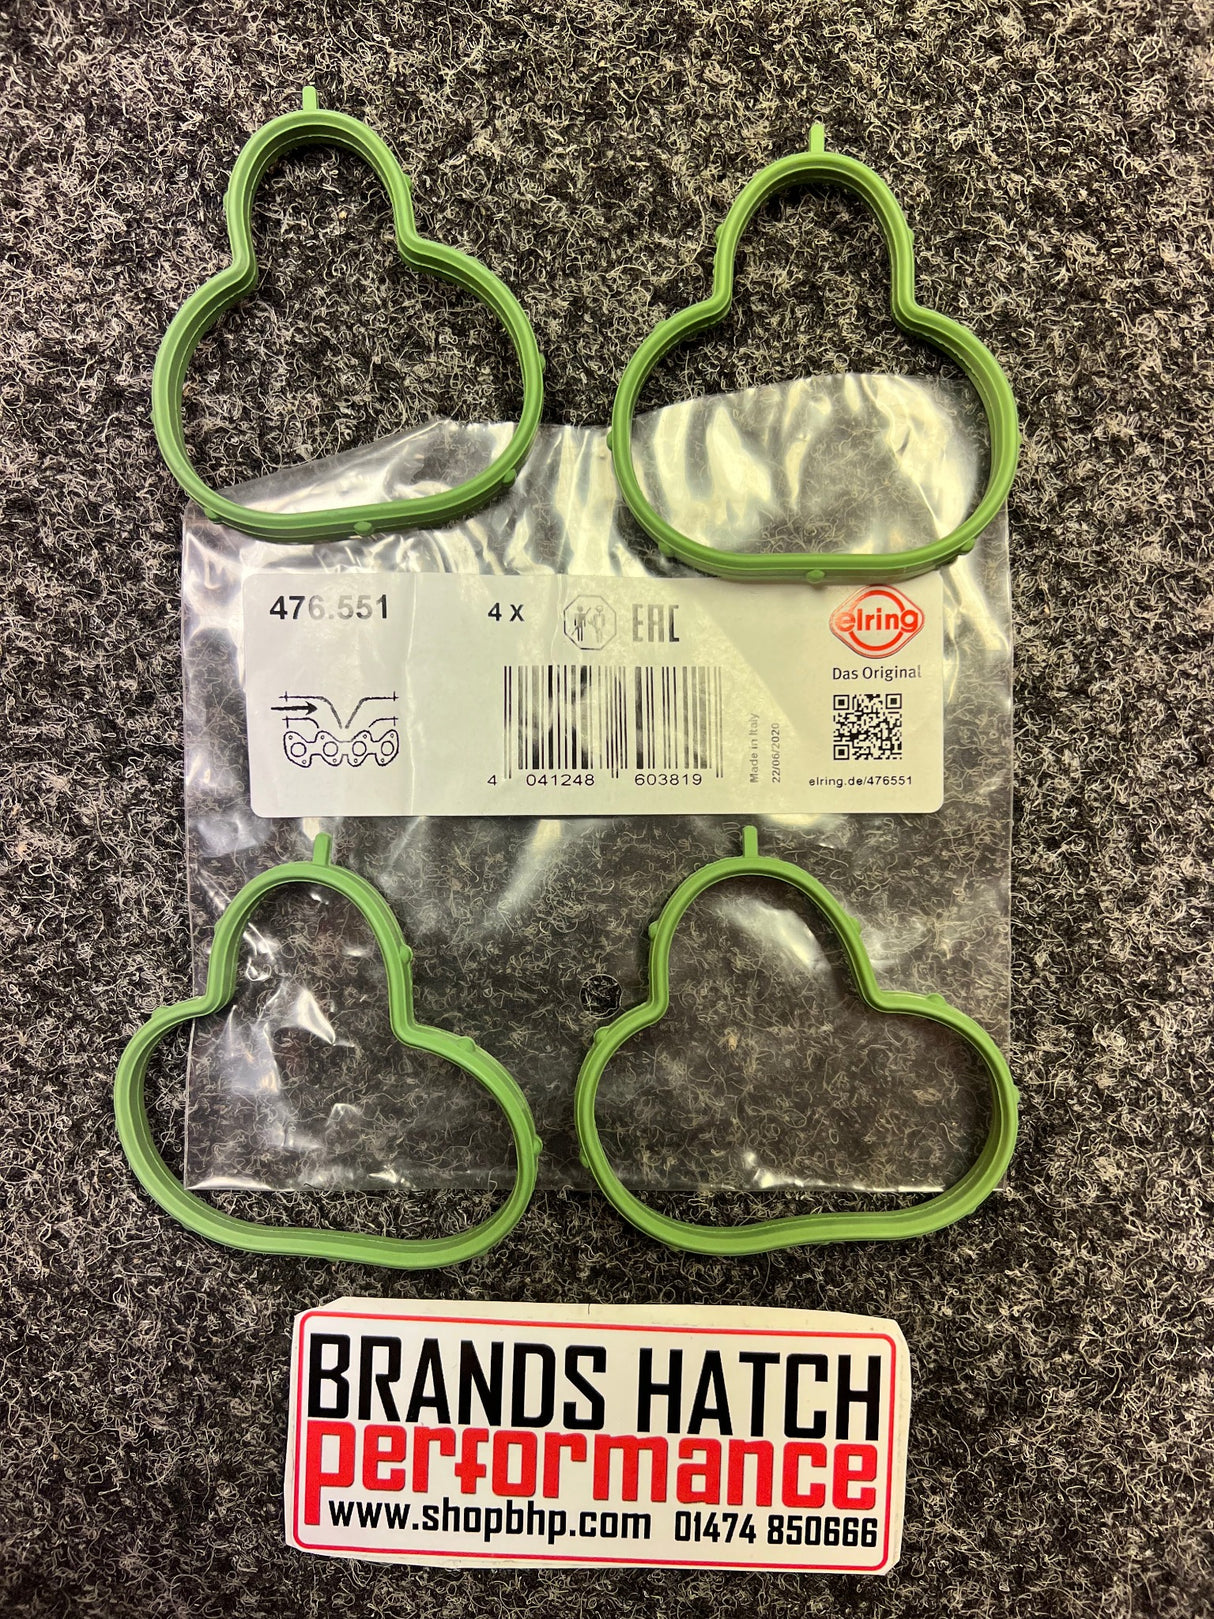 476.551
4 x
EAC
elring
Das Original
4 041248 603819
Made in Italy
22/06/2020
elring.de/476551
BRANDS HATCH
performance
www.shopbhp.com 01474 850666